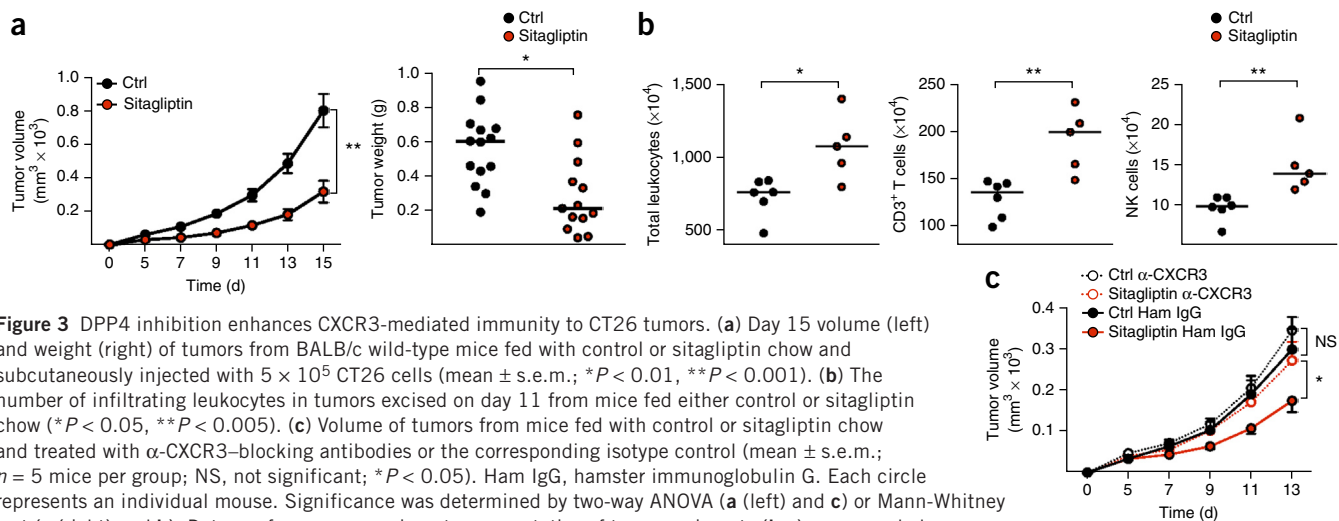 a
Ctrl
Sitagliptin
b
Ctrl
Sitagliptin
Tumor volume
(mm³ × 10³)
1.0
0.8
0.6
0.4
0.2
Ctrl
Sitagliptin
**
0 5 7 9 11 13 15
Time (d)
Tumor weight (g)
1.0
0.8
0.6
0.4
0.2
*
Total leukocytes (×10⁴)
1,500
1,000
500
*
CD3⁺ T cells (×10⁴)
250
200
150
100
**
NK cells (×10⁴)
25
20
15
10
**
c
Ctrl α-CXCR3
Sitagliptin α-CXCR3
Ctrl Ham IgG
Sitagliptin Ham IgG
Tumor volume
(mm³ × 10³)
0.4
0.3
0.2
0.1
NS
*
0 5 7 9 11 13
Time (d)
Figure 3 DPP4 inhibition enhances CXCR3-mediated immunity to CT26 tumors. (a) Day 15 volume (left)
and weight (right) of tumors from BALB/c wild-type mice fed with control or sitagliptin chow and
subcutaneously injected with 5 × 10⁵ CT26 cells (mean ± s.e.m.; *P < 0.01, **P < 0.001). (b) The
number of infiltrating leukocytes in tumors excised on day 11 from mice fed either control or sitagliptin
chow (*P < 0.05, **P < 0.005). (c) Volume of tumors from mice fed with control or sitagliptin chow
and treated with α-CXCR3–blocking antibodies or the corresponding isotype control (mean ± s.e.m.;
n = 5 mice per group; NS, not significant; *P < 0.05). Ham IgG, hamster immunoglobulin G. Each circle
represents an individual mouse. Significance was determined by two-way ANOVA (a (left) and c) or Mann-Whitney